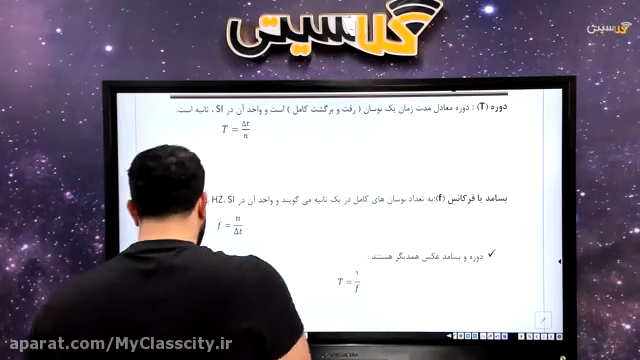 کلاسیتی
کلاسیتی
دوره (T) : دوره معادل مدت زمان یک نوسان ( رفت و برگشت کامل ) است و واحد آن در SI ، ثانیه است.
T = Δt/n
بسامد یا فرکانس (f): به تعداد نوسان های کامل در یک ثانیه می گویند و واحد آن در HZ، SI
f = n/Δt
✓ دوره و بسامد عکس همدیگر هستند :
T = ۱/f
aparat.com/MyClasscity.ir